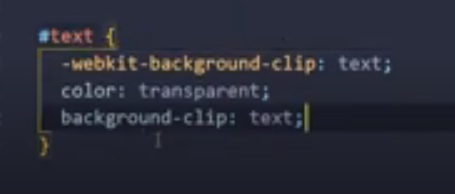 #text {
-webkit-background-clip: text;
color: transparent;
background-clip: text;
}